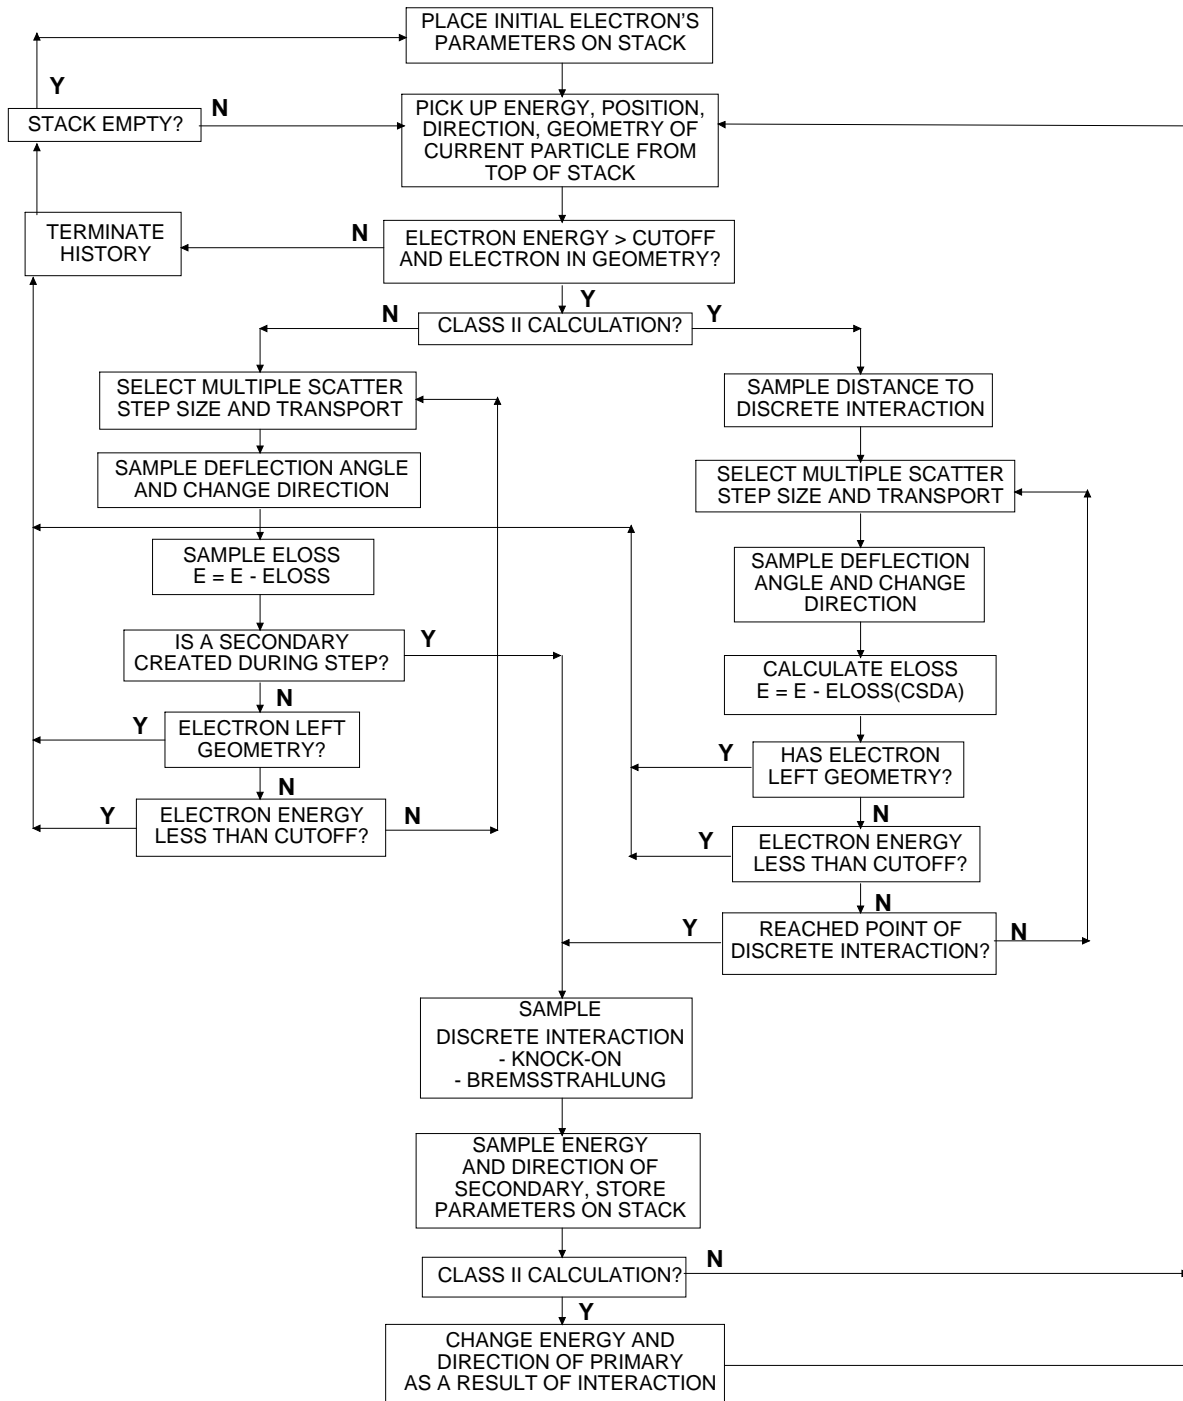 PLACE INITIAL ELECTRON'S
PARAMETERS ON STACK
Y
STACK EMPTY?
N
PICK UP ENERGY, POSITION,
DIRECTION, GEOMETRY OF
CURRENT PARTICLE FROM
TOP OF STACK
TERMINATE
HISTORY
N
ELECTRON ENERGY > CUTOFF
AND ELECTRON IN GEOMETRY?
Y
N
CLASS II CALCULATION?
Y
SELECT MULTIPLE SCATTER
STEP SIZE AND TRANSPORT
SAMPLE DEFLECTION ANGLE
AND CHANGE DIRECTION
SAMPLE ELOSS
E = E - ELOSS
IS A SECONDARY
CREATED DURING STEP?
Y
N
Y
ELECTRON LEFT
GEOMETRY?
N
Y
ELECTRON ENERGY
LESS THAN CUTOFF?
N
SAMPLE DISTANCE TO
DISCRETE INTERACTION
SELECT MULTIPLE SCATTER
STEP SIZE AND TRANSPORT
SAMPLE DEFLECTION
ANGLE AND CHANGE
DIRECTION
CALCULATE ELOSS
E = E - ELOSS(CSDA)
Y
HAS ELECTRON
LEFT GEOMETRY?
N
Y
ELECTRON ENERGY
LESS THAN CUTOFF?
N
Y
REACHED POINT OF
DISCRETE INTERACTION?
N
SAMPLE
DISCRETE INTERACTION
- KNOCK-ON
- BREMSSTRAHLUNG
SAMPLE ENERGY
AND DIRECTION OF
SECONDARY, STORE
PARAMETERS ON STACK
CLASS II CALCULATION?
N
Y
CHANGE ENERGY AND
DIRECTION OF PRIMARY
AS A RESULT OF INTERACTION